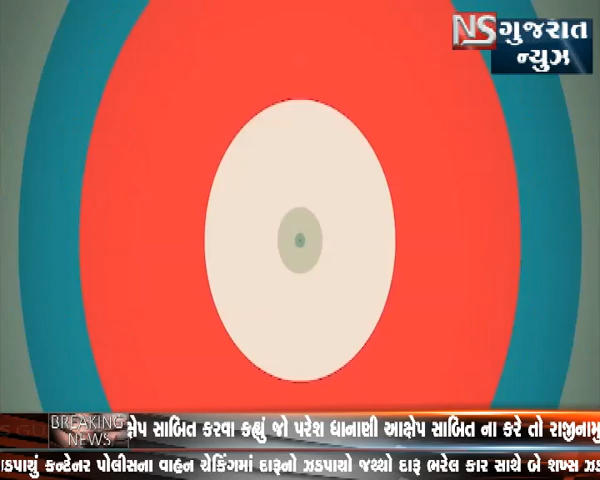 NS ગુજરાત
ન્યુઝ
BREAKING
NEWS
ક્ષેપ સાબિત કરવા કહ્યું જો પરેશ ધાનાણી આક્ષેપ સાબિત ના કરે તો રાજીનામુ
ઝડપાયું કન્ટેનર પોલીસના વાહન ચેકિંગમાં દારૂનો ઝડપાયો જથ્થો દારૂ ભરેલ કાર સાથે બે શખ્સ ઝડ